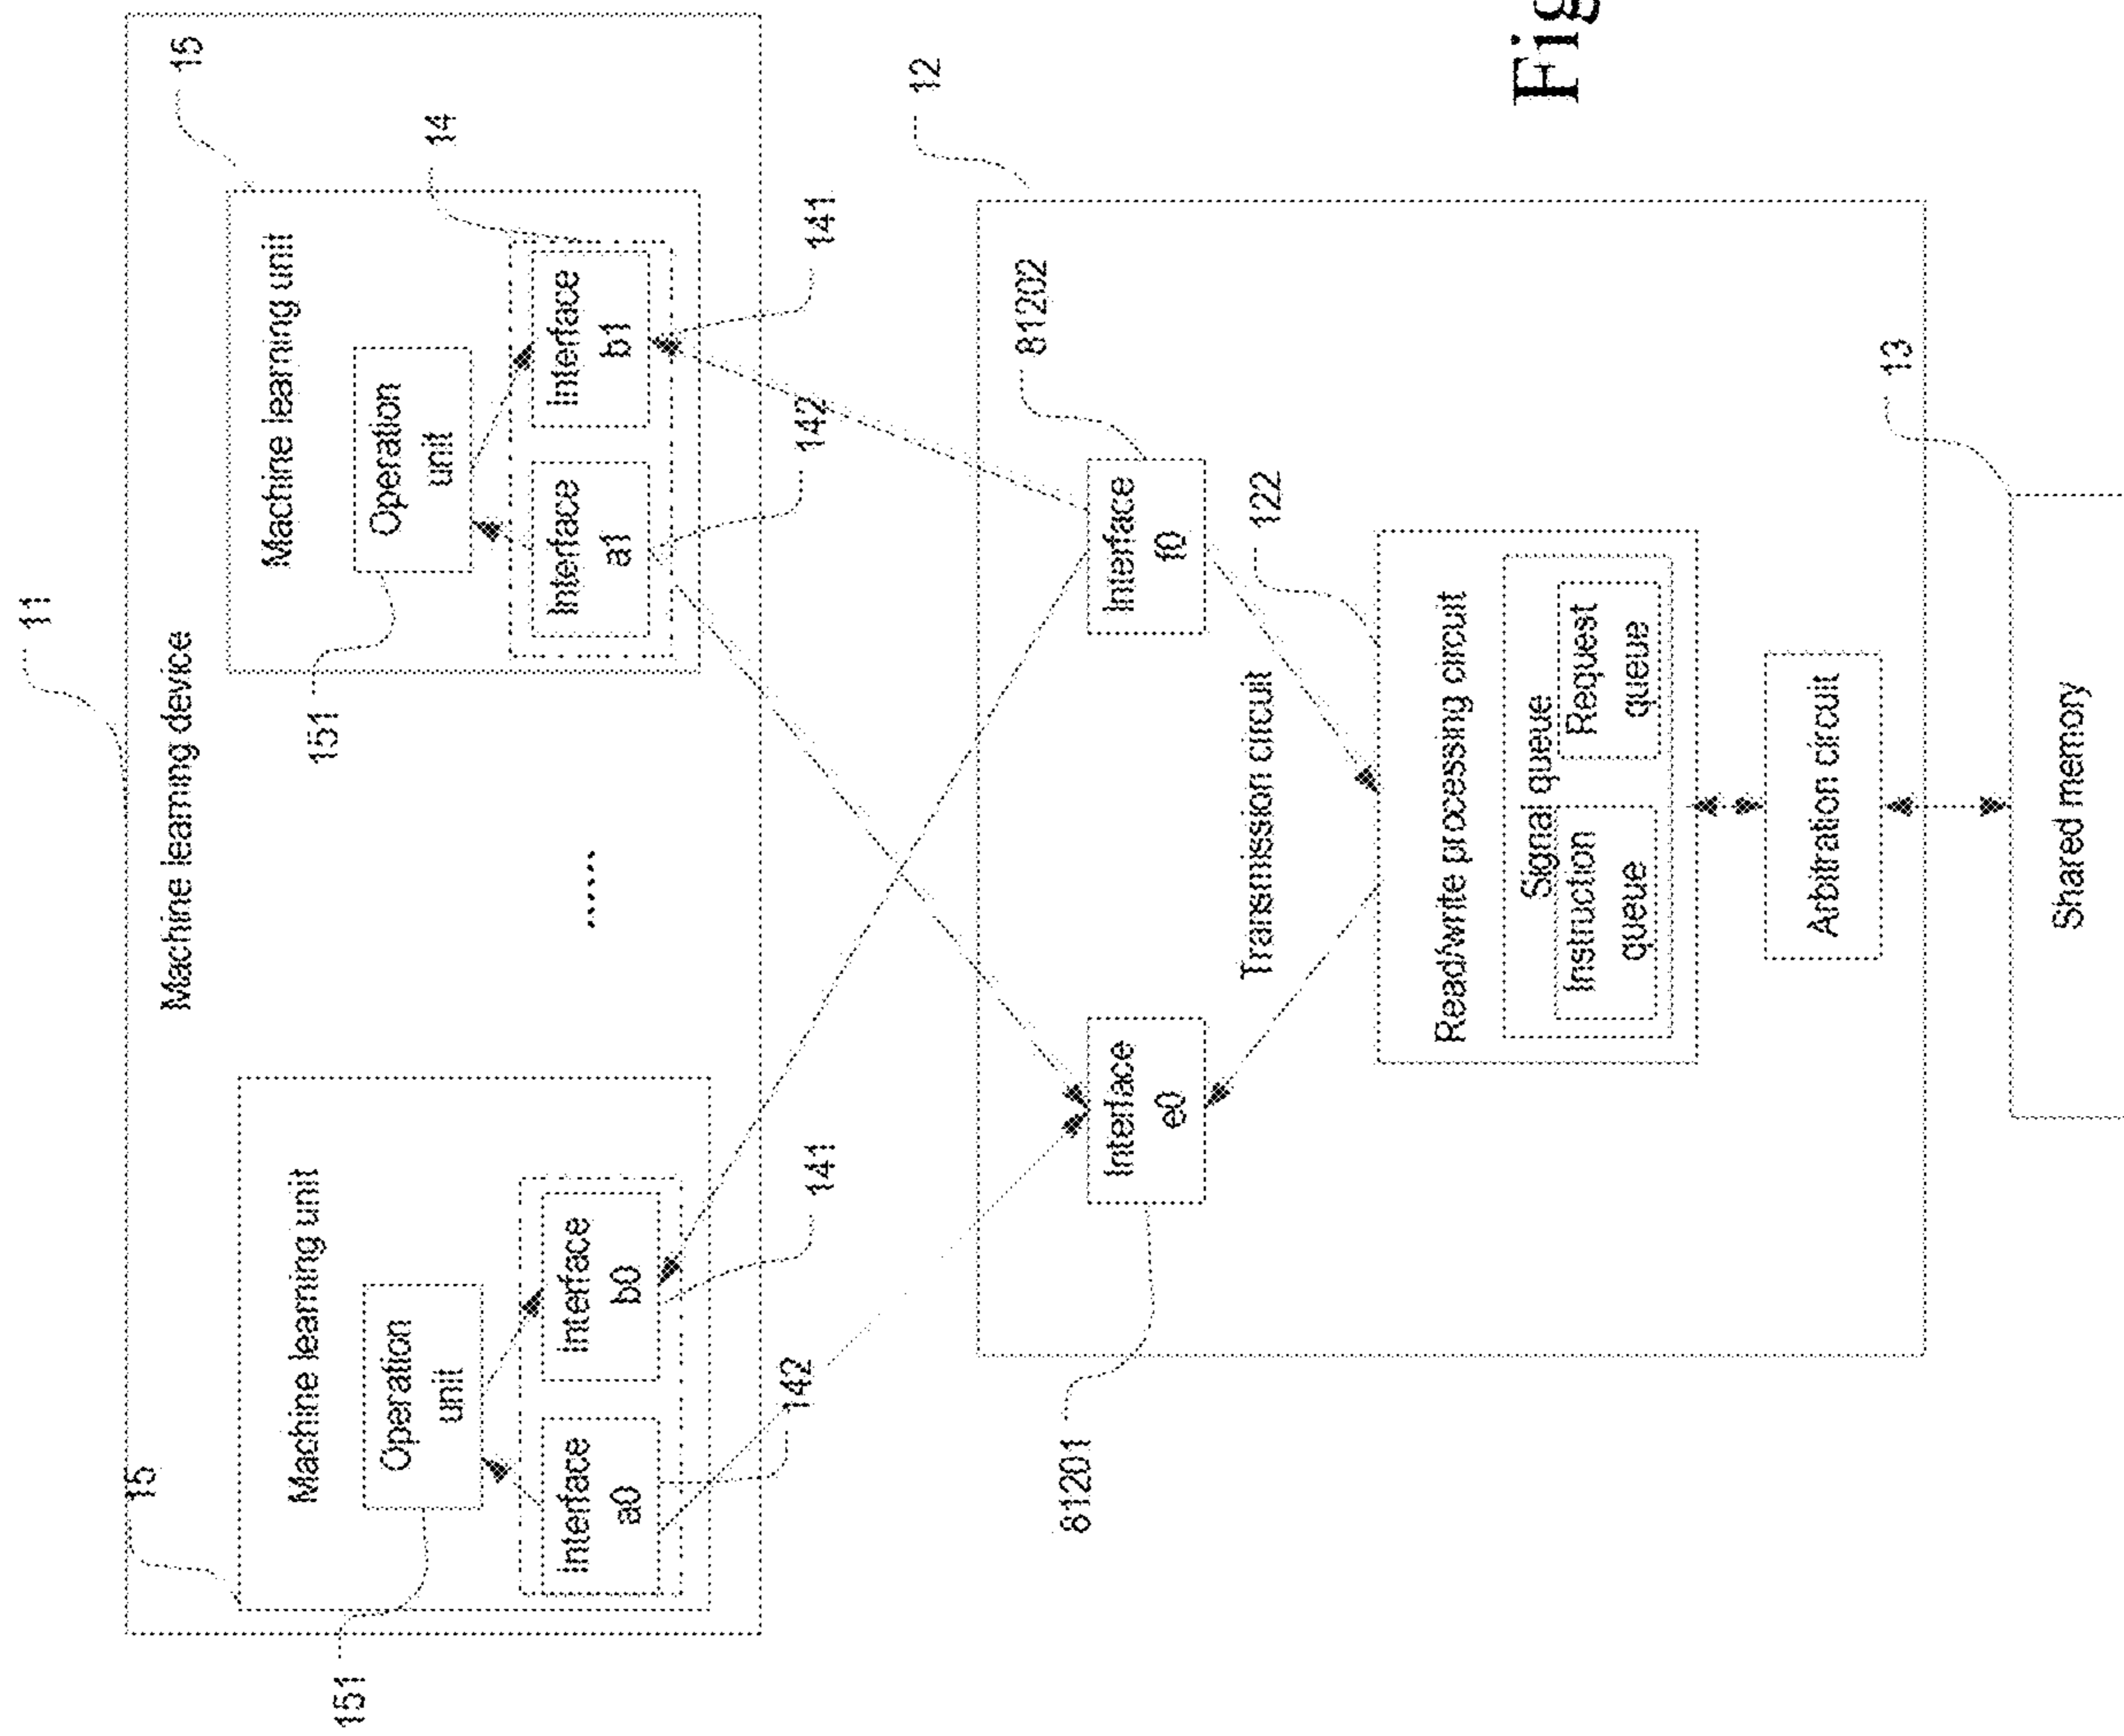 11
Machine learning device
15
Machine learning unit
151
Operation
unit
Interface
a0
Interface
b0
142
141
......
15
Machine learning unit
151
Operation
unit
14
Interface
a1
Interface
b1
142
141
12
81201
Interface
e0
81202
Interface
f0
Transmission circuit
122
Read/write processing circuit
Signal queue
Instruction
queue
Request
queue
Arbitration circuit
13
Shared memory
Fig